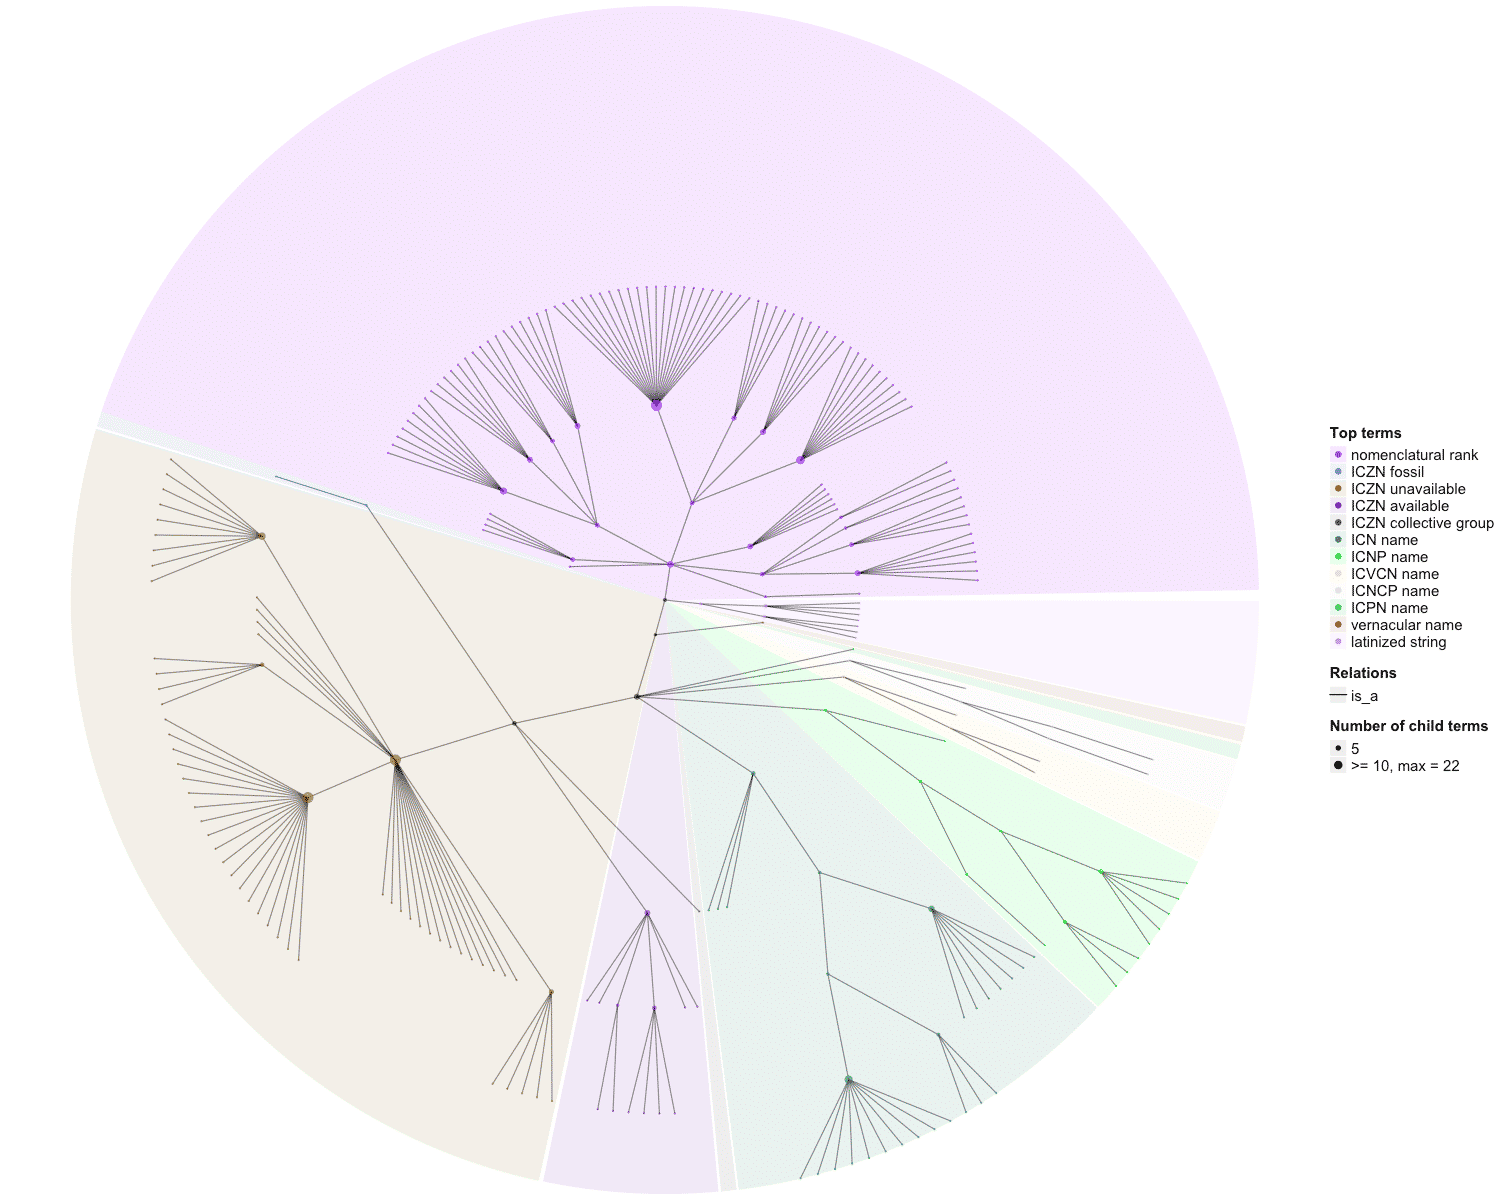 Top terms
nomenclatural rank
ICZN fossil
ICZN unavailable
ICZN available
ICZN collective group
ICN name
ICNP name
ICVCN name
ICNCP name
ICPN name
vernacular name
latinized string
Relations
is_a
Number of child terms
5
>= 10, max = 22